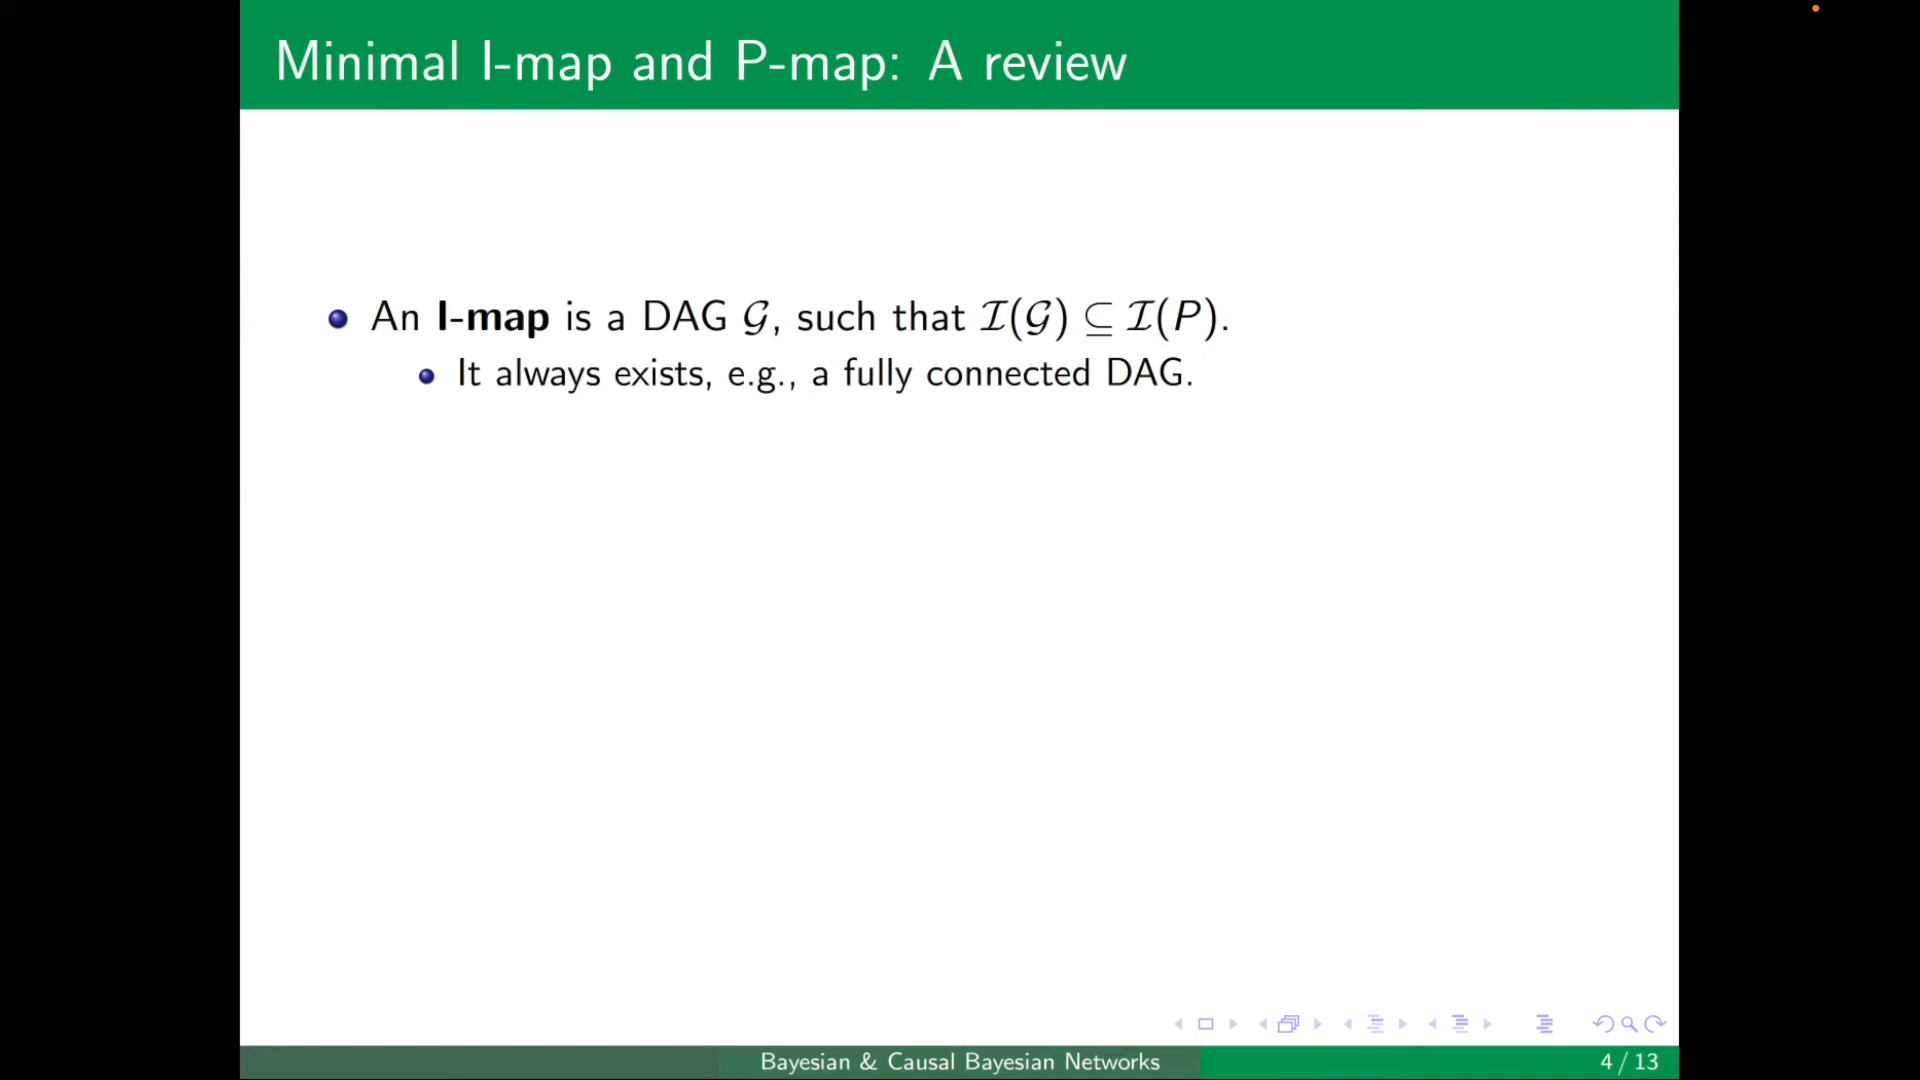 Minimal I-map and P-map: A review
An I-map is a DAG 𝒢, such that ℐ(𝒢) ⊆ ℐ(P).
It always exists, e.g., a fully connected DAG.
Bayesian & Causal Bayesian Networks
4 / 13